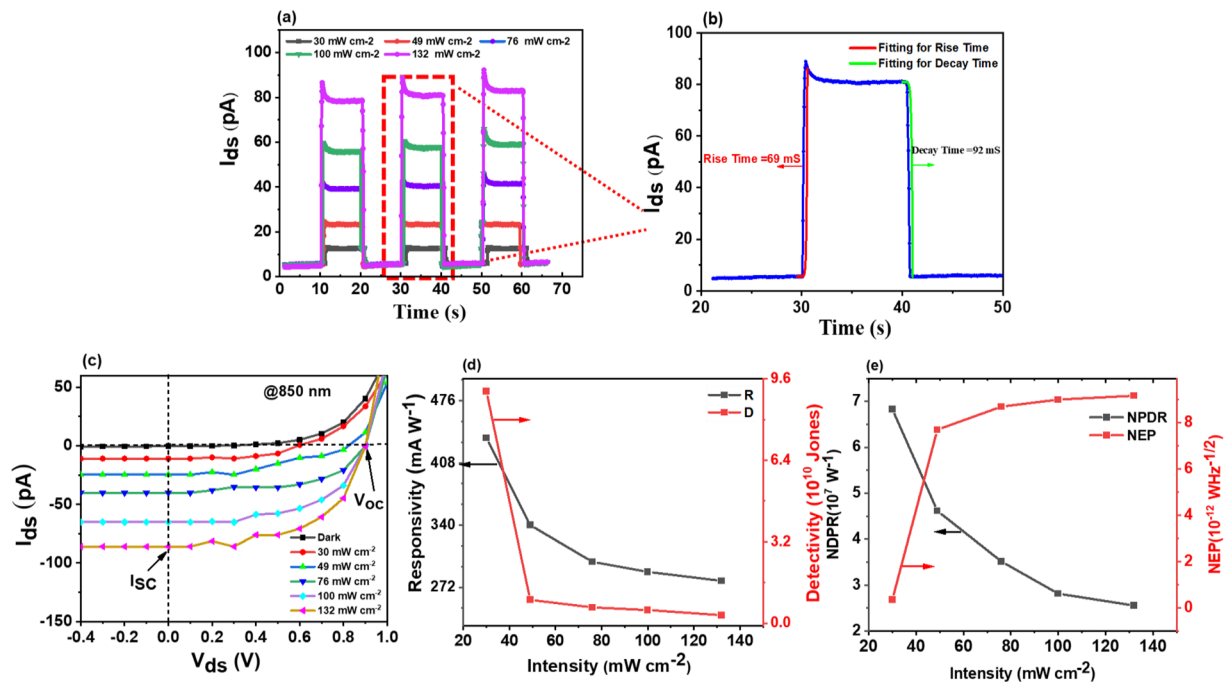 (a)
30 mW cm-2
49 mW cm-2
76 mW cm-2
100 mW cm-2
132 mW cm-2
100
80
60
40
20
0
Ids (pA)
0 10 20 30 40 50 60 70
Time (s)
(b)
Fitting for Rise Time
Fitting for Decay Time
Rise Time =69 mS
Decay Time =92 mS
100
80
60
40
20
0
Ids (pA)
20 30 40 50
Time (s)
(c)
@850 nm
50
0
-50
-100
-150
Ids (pA)
VOC
ISC
Dark
30 mW cm-2
49 mW cm-2
76 mW cm-2
100 mW cm-2
132 mW cm-2
-0.4 -0.2 0.0 0.2 0.4 0.6 0.8 1.0
Vds (V)
(d)
R
D
476
408
340
272
Responsivity (mA W-1)
9.6
6.4
3.2
0.0
Detectivity (10^10 Jones)
20 40 60 80 100 120 140
Intensity (mW cm-2)
(e)
NPDR
NEP
7
6
5
4
3
2
NDPR(10^7 W-1)
8
6
4
2
0
NEP(10-12 WHz-1/2)
20 40 60 80 100 120 140
Intensity (mW cm-2)